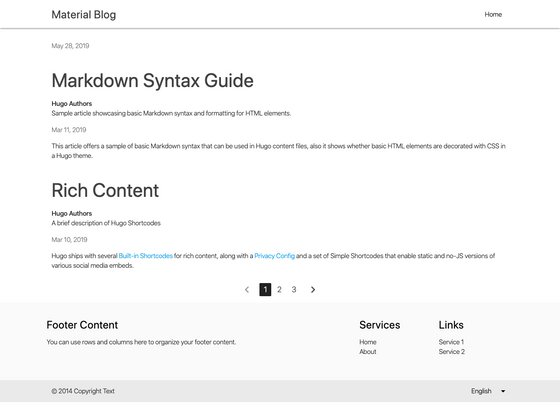 Material Blog
Home
May 28, 2019
Markdown Syntax Guide
Hugo Authors
Sample article showcasing basic Markdown syntax and formatting for HTML elements.
Mar 11, 2019
This article offers a sample of basic Markdown syntax that can be used in Hugo content files, also it shows whether basic HTML elements are decorated with CSS in
a Hugo theme.
Rich Content
Hugo Authors
A brief description of Hugo Shortcodes
Mar 10, 2019
Hugo ships with several Built-in Shortcodes for rich content, along with a Privacy Config and a set of Simple Shortcodes that enable static and no-JS versions of
various social media embeds.
1 2 3
Footer Content
You can use rows and columns here to organize your footer content.
Services
Home
About
Links
Service 1
Service 2
© 2014 Copyright Text
English